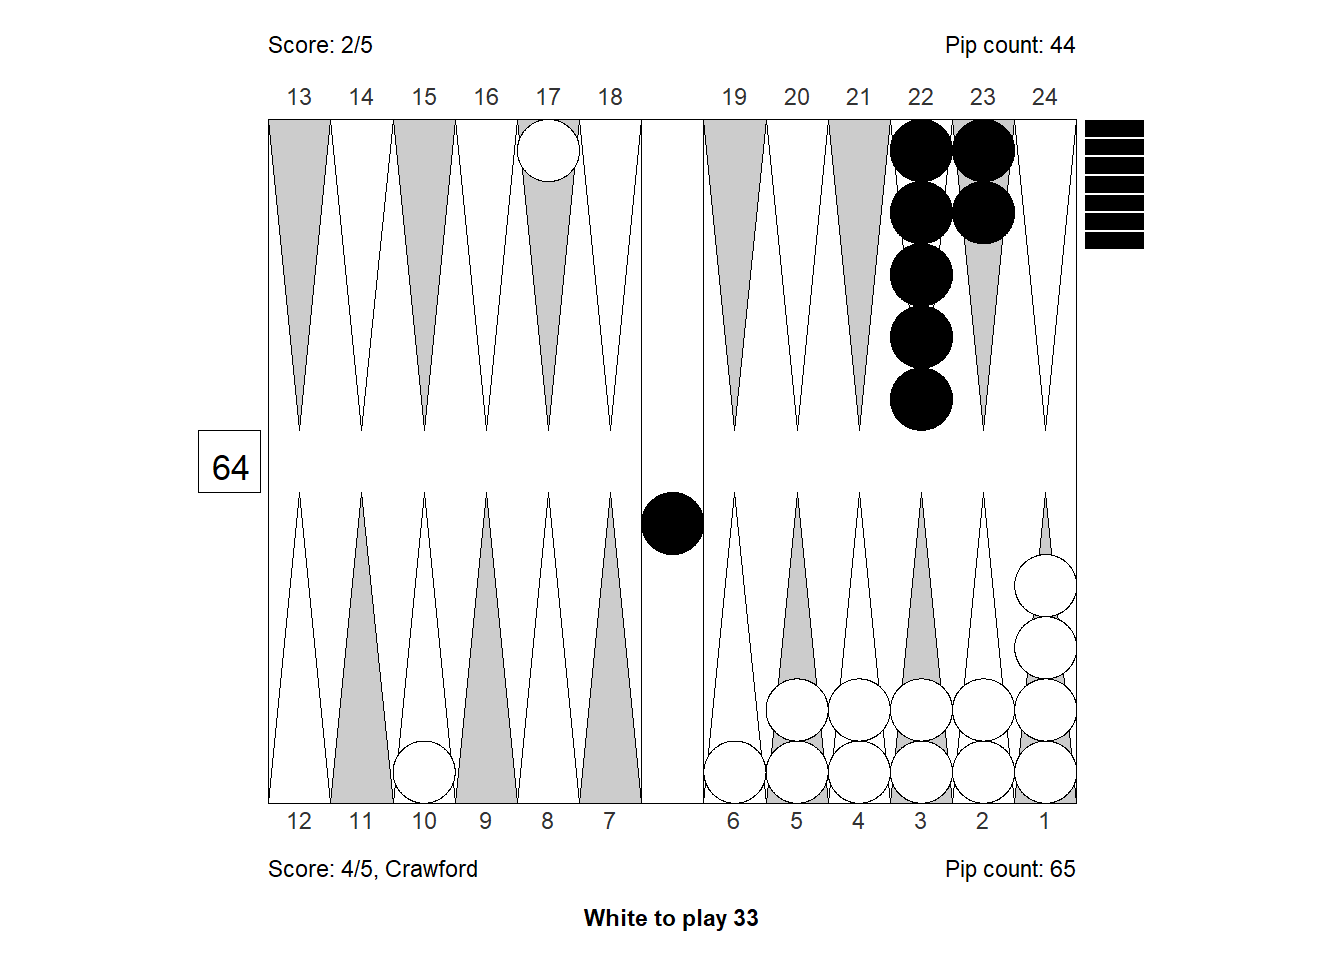 Score: 2/5 Pip count: 44
13 14 15 16 17 18 19 20 21 22 23 24
64
12 11 10 9 8 7 6 5 4 3 2 1
Score: 4/5, Crawford Pip count: 65
White to play 33